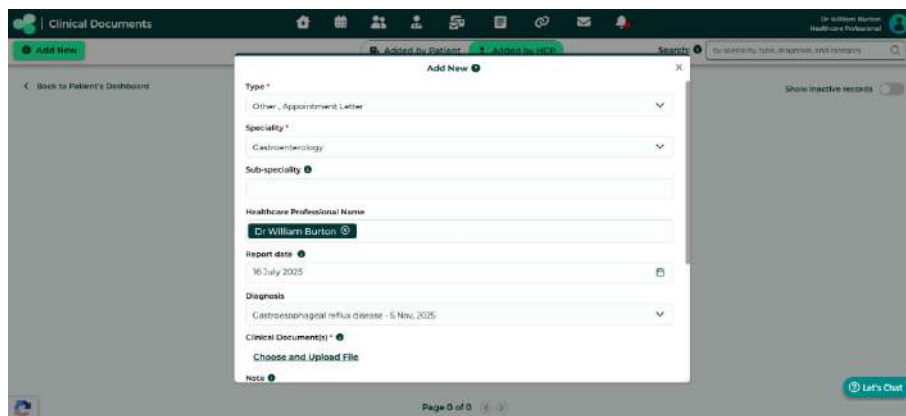 Clinical Documents
Dr William Burton
Healthcare Professional
Add New
Added by Patient
Added by HCP
Search:
by speciality, type, diagnosis, and category
Back to Patient's Dashboard
Show inactive records
Add New
Type *
Other , Appointment Letter
Speciality *
Gastroenterology
Sub-speciality
Healthcare Professional Name
Dr William Burton
Report date
16 July 2025
Diagnosis
Gastroesophageal reflux disease - 5 Nov, 2025
Clinical Document(s) *
Choose and Upload File
Note
Let's Chat
Page 0 of 0